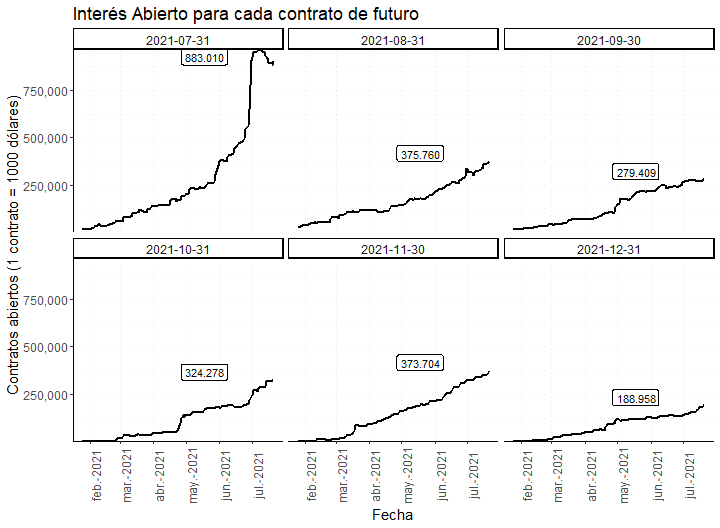 Interés Abierto para cada contrato de futuro
2021-07-31
2021-08-31
2021-09-30
883.010
375.760
279.409
750,000
500,000
250,000
2021-10-31
2021-11-30
2021-12-31
324.278
373.704
188.958
750,000
500,000
250,000
Contratos abiertos (1 contrato = 1000 dólares)
feb.-2021
mar.-2021
abr.-2021
may.-2021
jun.-2021
jul.-2021
feb.-2021
mar.-2021
abr.-2021
may.-2021
jun.-2021
jul.-2021
feb.-2021
mar.-2021
abr.-2021
may.-2021
jun.-2021
jul.-2021
Fecha